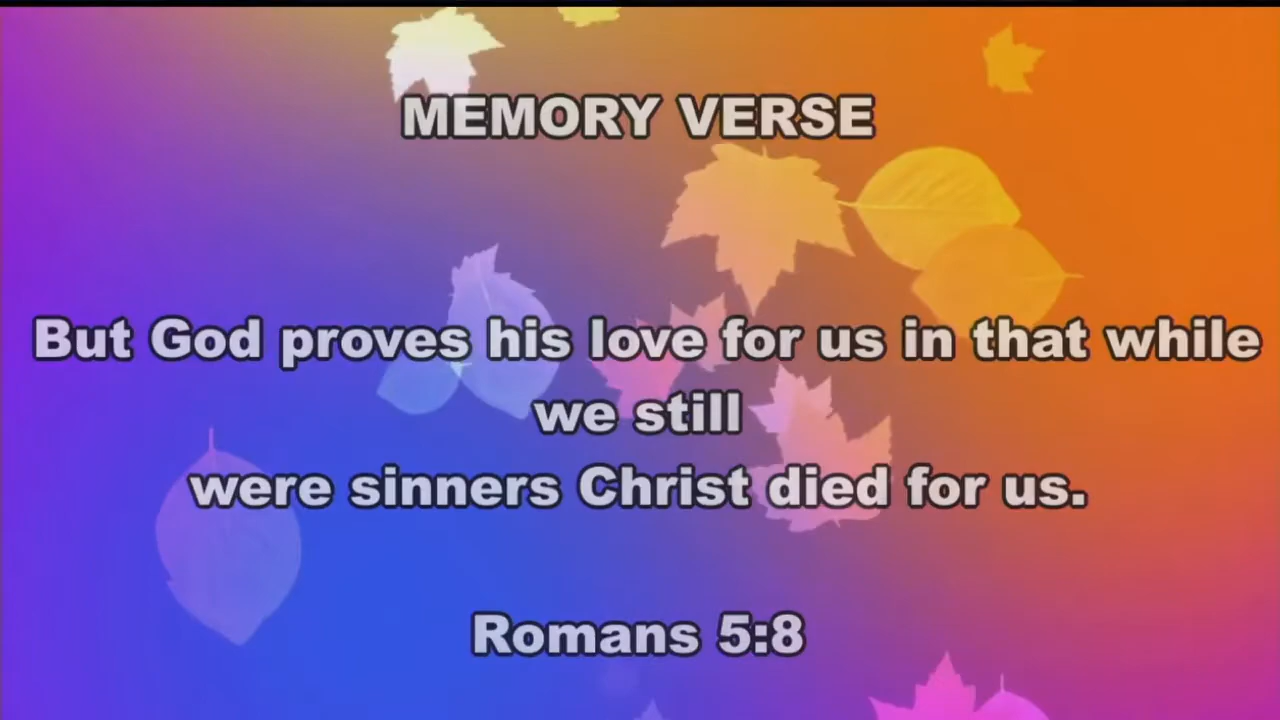 MEMORY VERSE
But God proves his love for us in that while
we still
were sinners Christ died for us.
Romans 5:8